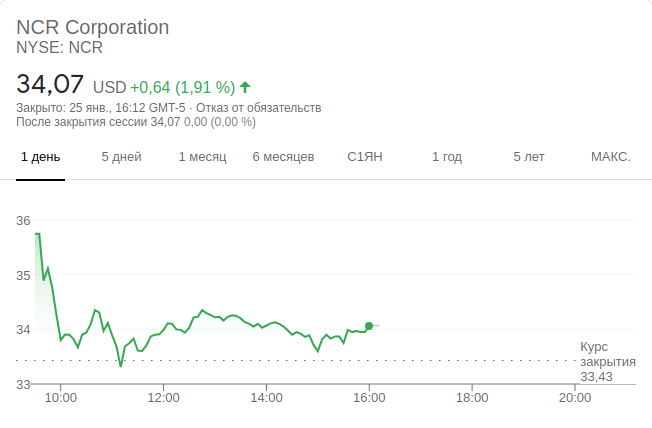 NCR Corporation
NYSE: NCR
34,07 USD +0,64 (1,91 %)
Закрыто: 25 янв., 16:12 GMT-5 · Отказ от обязательств
После закрытия сессии 34,07 0,00 (0,00 %)
1 день 5 дней 1 месяц 6 месяцев С1ЯН 1 год 5 лет МАКС.
36
35
34
33
Курс
закрытия
33,43
10:00 12:00 14:00 16:00 18:00 20:00